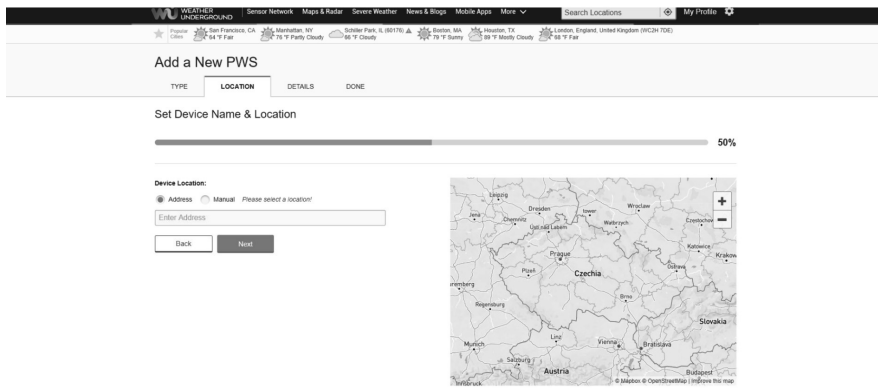 WEATHER UNDERGROUND Sensor Network Maps & Radar Severe Weather News & Blogs Mobile Apps More Search Locations My Profile
Popular Cities San Francisco, CA 64 °F Fair Manhattan, NY 76 °F Partly Cloudy Schiller Park, IL (60176) 66 °F Cloudy Boston, MA 79 °F Sunny Houston, TX 89 °F Mostly Cloudy London, England, United Kingdom (WC2H 7DE) 68 °F Fair
Add a New PWS
TYPE LOCATION DETAILS DONE
Set Device Name & Location
50%
Device Location:
Address Manual Please select a location!
Enter Address
Back Next
+
−
Leipzig
Dresden
Wroclaw
Jena
Chemnitz
lower
Wałbrzych
Częstochow
Ústí nad Labem
Katowice
Prague
Krakow
Plzeň
Czechia
Ostrava
uremberg
Brno
Regensburg
Slovakia
Linz
Vienna
Bratislava
Munich
Salzburg
Austria
Budapest
Innsbruck
© Mapbox © OpenStreetMap | Improve this map